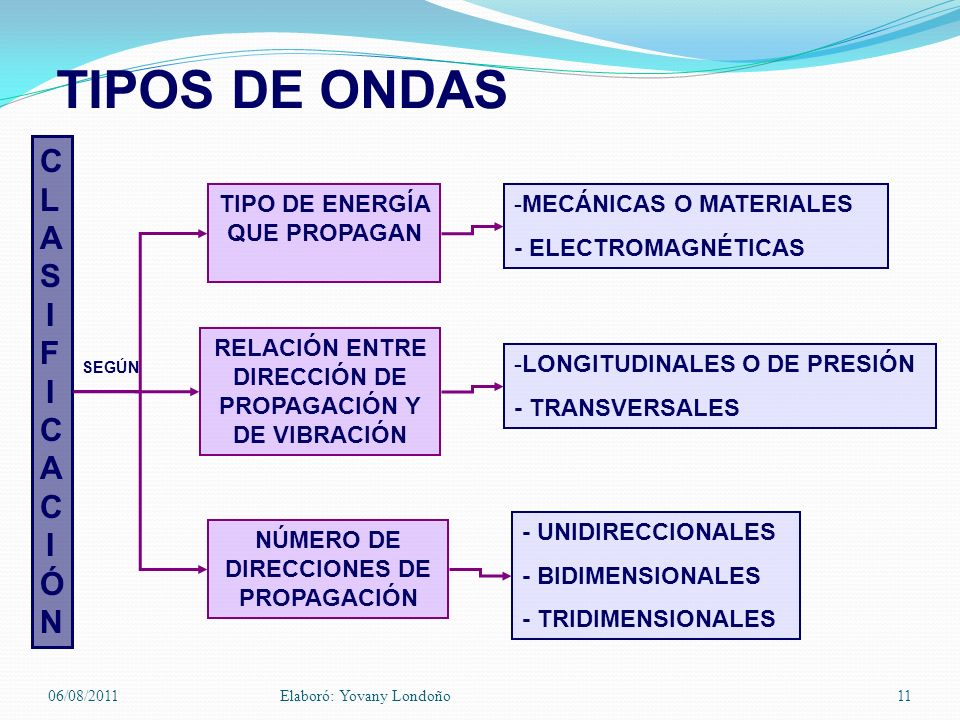 TIPOS DE ONDAS
CLASIFICACIÓN
SEGÚN
TIPO DE ENERGÍA
QUE PROPAGAN
-MECÁNICAS O MATERIALES
- ELECTROMAGNÉTICAS
RELACIÓN ENTRE
DIRECCIÓN DE
PROPAGACIÓN Y
DE VIBRACIÓN
-LONGITUDINALES O DE PRESIÓN
- TRANSVERSALES
NÚMERO DE
DIRECCIONES DE
PROPAGACIÓN
- UNIDIRECCIONALES
- BIDIMENSIONALES
- TRIDIMENSIONALES
06/08/2011
Elaboró: Yovany Londoño
11